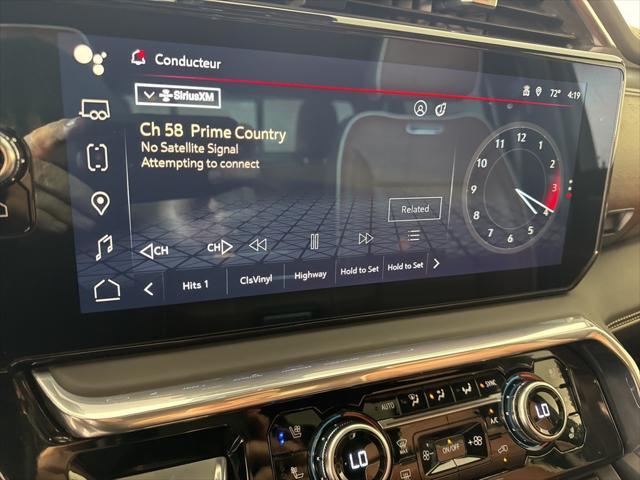 Conducteur
72° 4:19
SiriusXM
Ch 58 Prime Country
No Satellite Signal
Attempting to connect
Related
CH CH
Hits 1 ClsVinyl Highway Hold to Set Hold to Set
12
1
2
3
4
5
6
7
8
9
10
11
AUTO SYNC
A/C
ON/OFF
LO LO